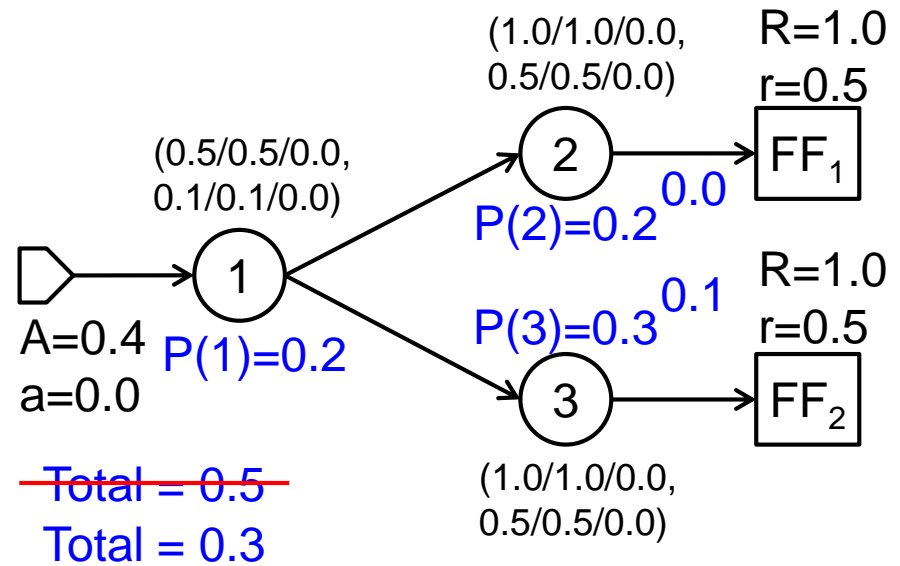 (1.0/1.0/0.0,
0.5/0.5/0.0)
R=1.0
r=0.5
(0.5/0.5/0.0,
0.1/0.1/0.0)
2
FF1
P(2)=0.2
0.0
1
A=0.4
a=0.0
P(1)=0.2
P(3)=0.3
0.1
R=1.0
r=0.5
3
FF2
(1.0/1.0/0.0,
0.5/0.5/0.0)
Total = 0.5
Total = 0.3